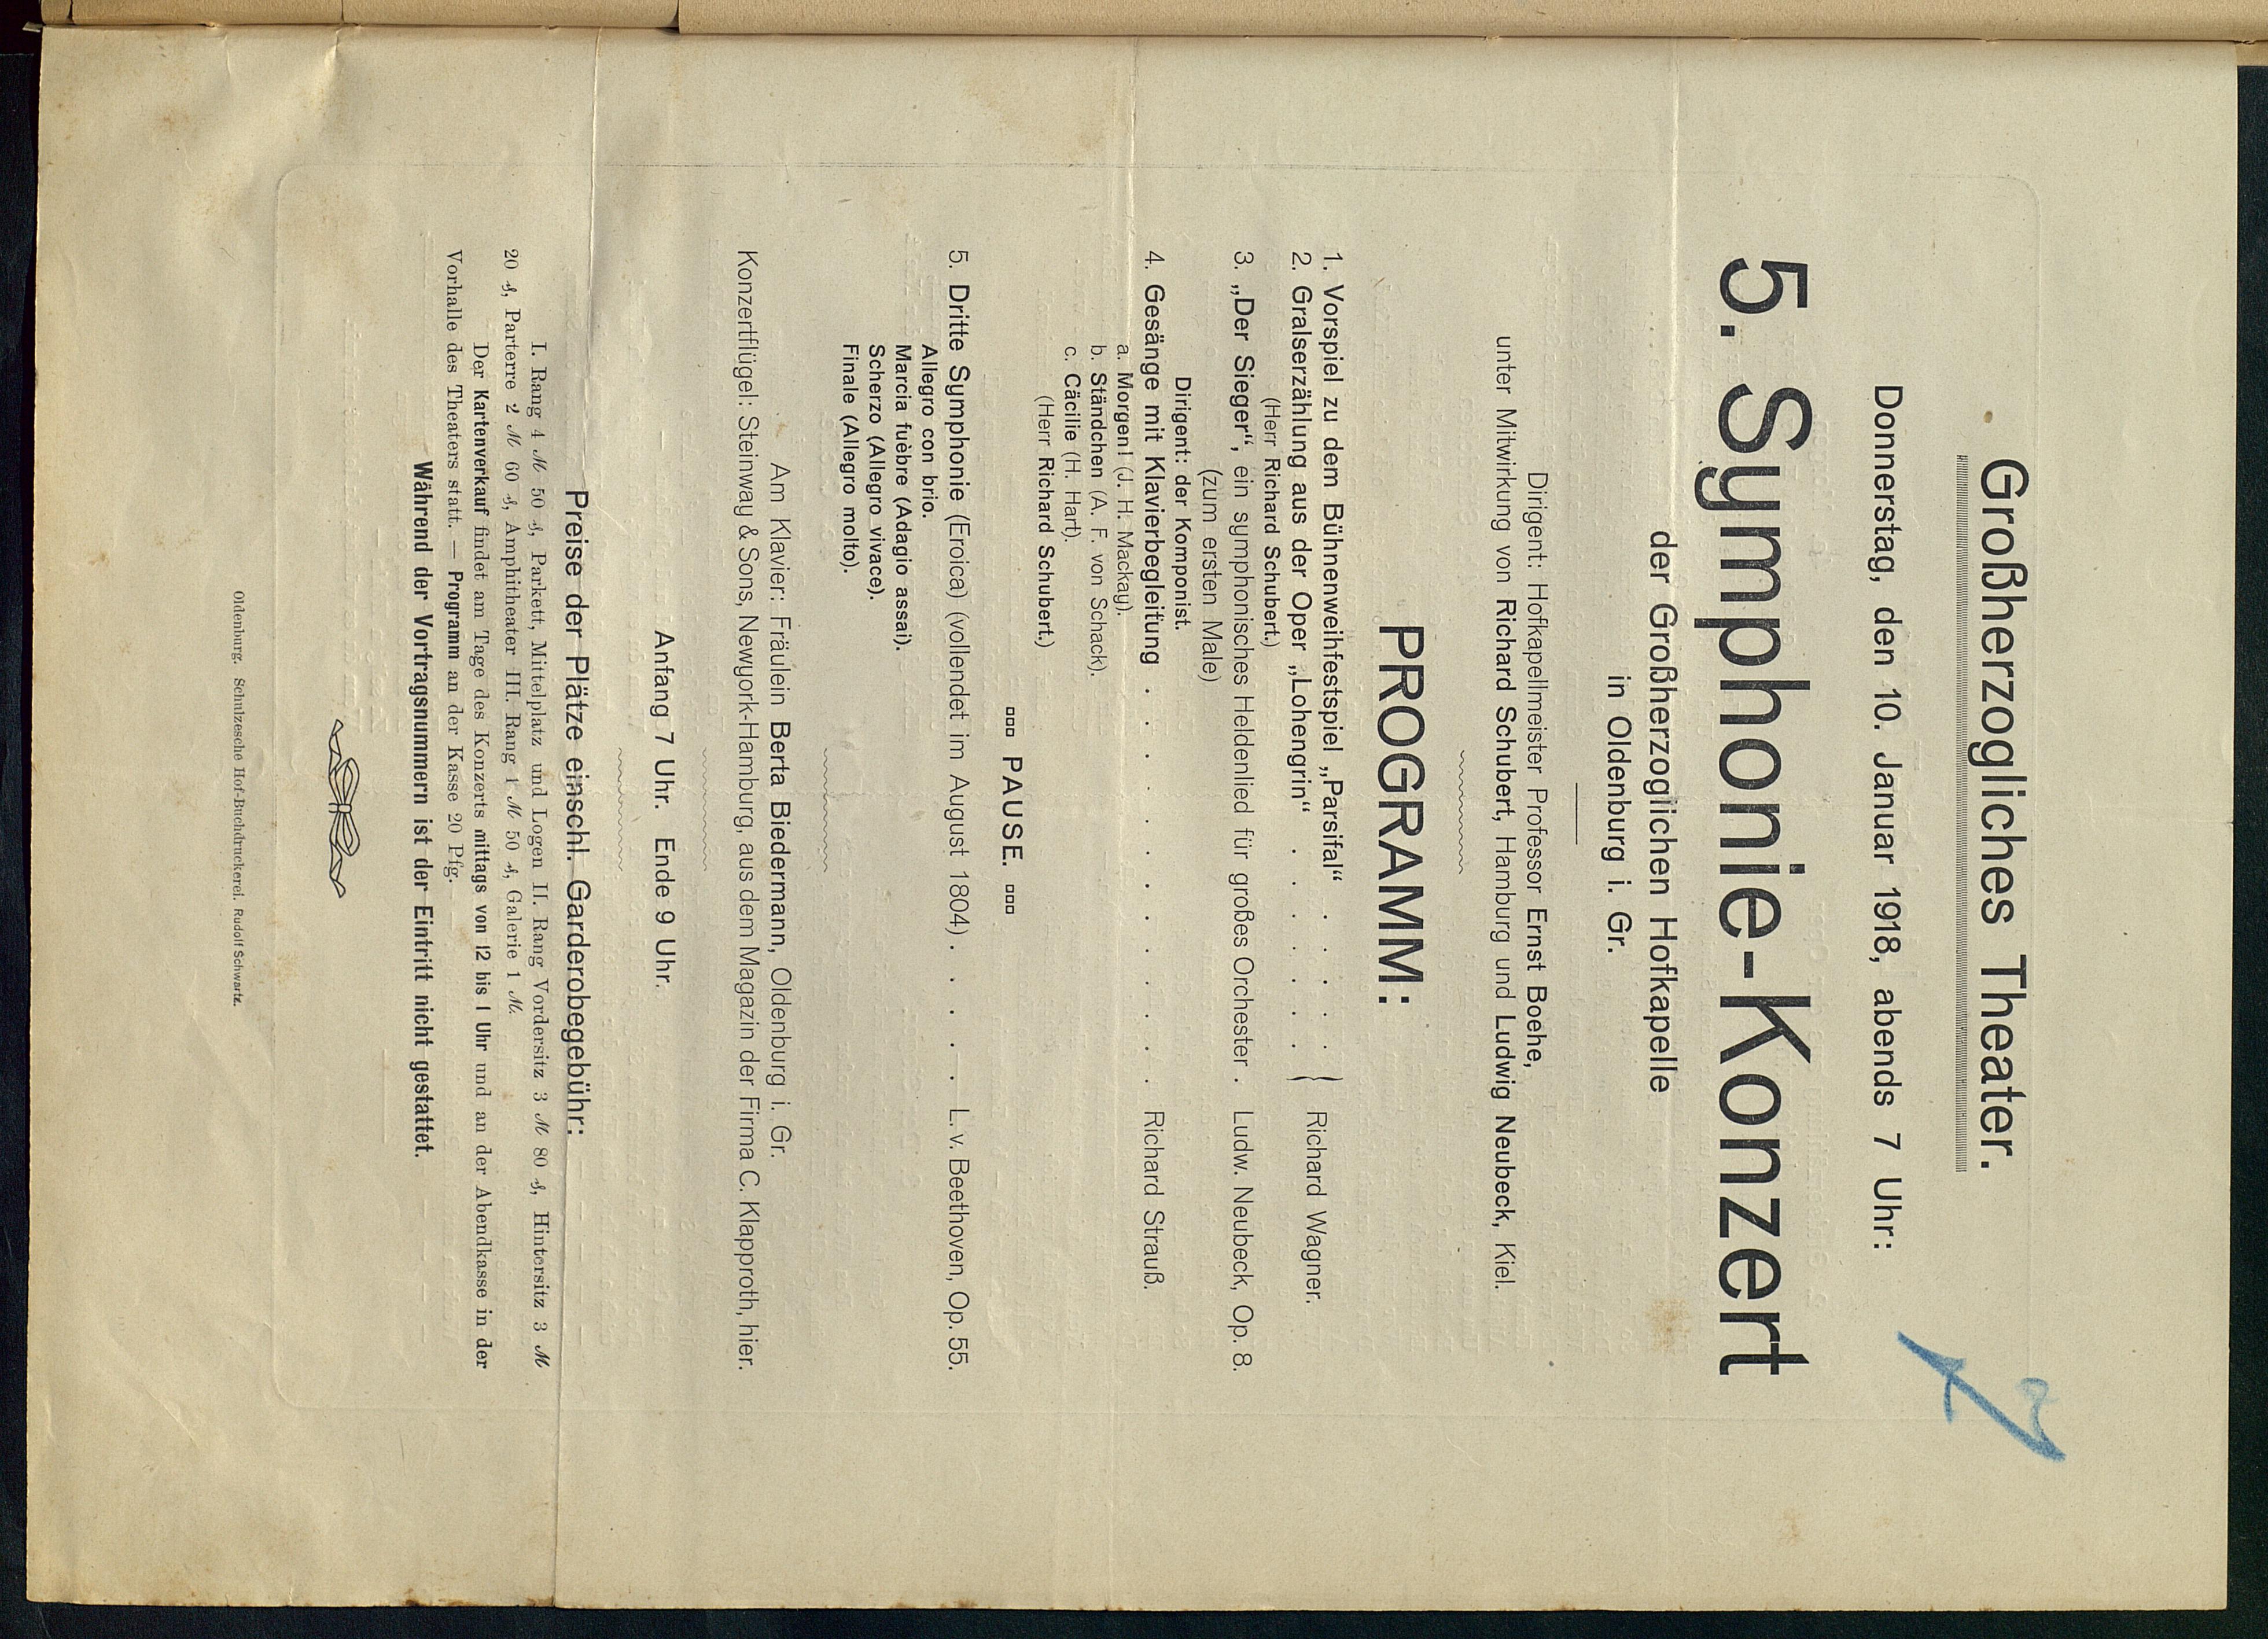 Großherzogliches Theater.
Donnerstag, den 10. Januar 1918, abends 7 Uhr:
5. Symphonie-Konzert
der Großherzoglichen Hofkapelle
in Oldenburg i. Gr.
Dirigent: Hofkapellmeister Professor Ernst Boehe,
unter Mitwirkung von Richard Schubert, Hamburg und Ludwig Neubeck, Kiel.
PROGRAMM:
1. Vorspiel zu dem Bühnenweihfestspiel „Parsifal“ . . . . . }
2. Gralserzählung aus der Oper „Lohengrin“ . . . . . . . } Richard Wagner.
(Herr Richard Schubert.)
3. „Der Sieger“, ein symphonisches Heldenlied für großes Orchester . Ludw. Neubeck, Op. 8.
(zum ersten Male)
Dirigent: der Komponist.
4. Gesänge mit Klavierbegleitung . . . . . . . . . . . . . Richard Strauß.
a. Morgen! (J. H. Mackay).
b. Ständchen (A. F. von Schack).
c. Cäcilie (H. Hart).
(Herr Richard Schubert.)
PAUSE.
5. Dritte Symphonie (Eroica) (vollendet im August 1804) . . . . . L. v. Beethoven, Op. 55.
Allegro con brio.
Marcia fuèbre (Adagio assai).
Scherzo (Allegro vivace).
Finale (Allegro molto).
Am Klavier: Fräulein Berta Biedermann, Oldenburg i. Gr.
Konzertflügel: Steinway & Sons, Newyork-Hamburg, aus dem Magazin der Firma C. Klapproth, hier.
Anfang 7 Uhr. Ende 9 Uhr.
Preise der Plätze einschl. Garderobegebühr:
I. Rang 4 ℳ 50 ₰, Parkett, Mittelplatz und Logen II. Rang Vordersitz 3 ℳ 80 ₰, Hintersitz 3 ℳ
20 ₰, Parterre 2 ℳ 60 ₰, Amphitheater III. Rang 1 ℳ 50 ₰, Galerie 1 ℳ.
Der Kartenverkauf findet am Tage des Konzerts mittags von 12 bis 1 Uhr und an der Abendkasse in der
Vorhalle des Theaters statt. — Programm an der Kasse 20 Pfg.
Während der Vortragsnummern ist der Eintritt nicht gestattet.
Oldenburg. Schulzesche Hof-Buchdruckerei. Rudolf Schwartz.